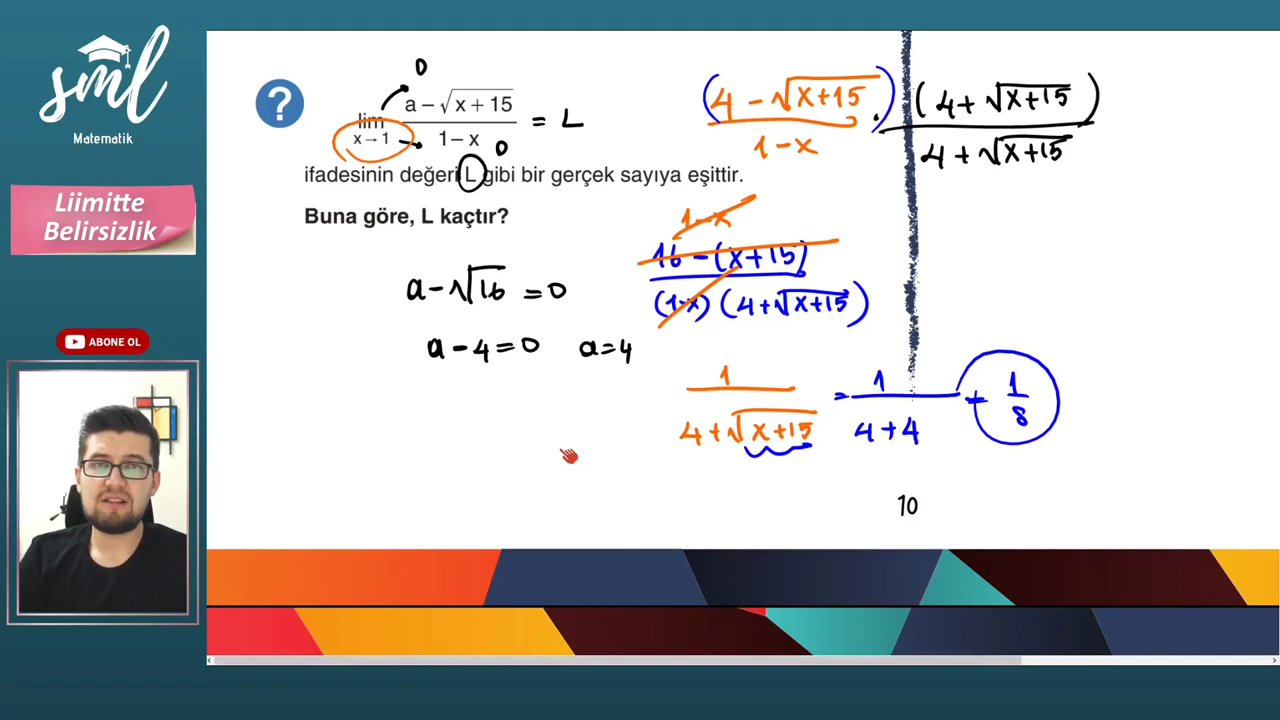 sml
Matematik
Liimitte
Belirsizlik
ABONE OL
?
lim x→1 (a − √(x + 15)) / (1 − x) = L
0
0
ifadesinin değeri L gibi bir gerçek sayıya eşittir.
Buna göre, L kaçtır?
a − √16 = 0
a − 4 = 0 a = 4
(4 − √(x+15)) / (1 − x) · (4 + √(x+15)) / (4 + √(x+15))
1 − x
16 − (x + 15)
(1−x) (4 + √(x+15))
1 / (4 + √(x+15)) = 1 / (4 + 4) = 1/8
10